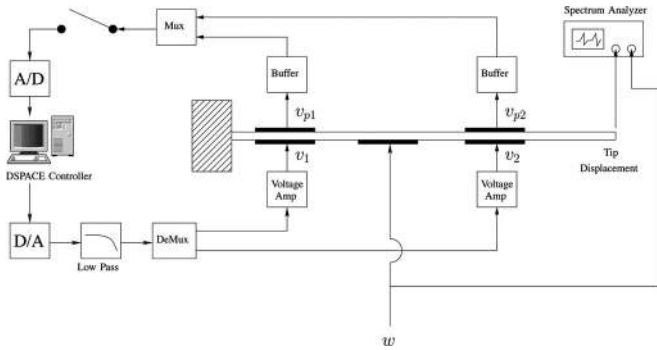 Spectrum Analyzer
Mux
A/D
Buffer
Buffer
v_{p1}
v_{p2}
DSPACE Controller
v_1
v_2
Tip
Displacement
Voltage
Amp
Voltage
Amp
D/A
DeMux
Low Pass
w